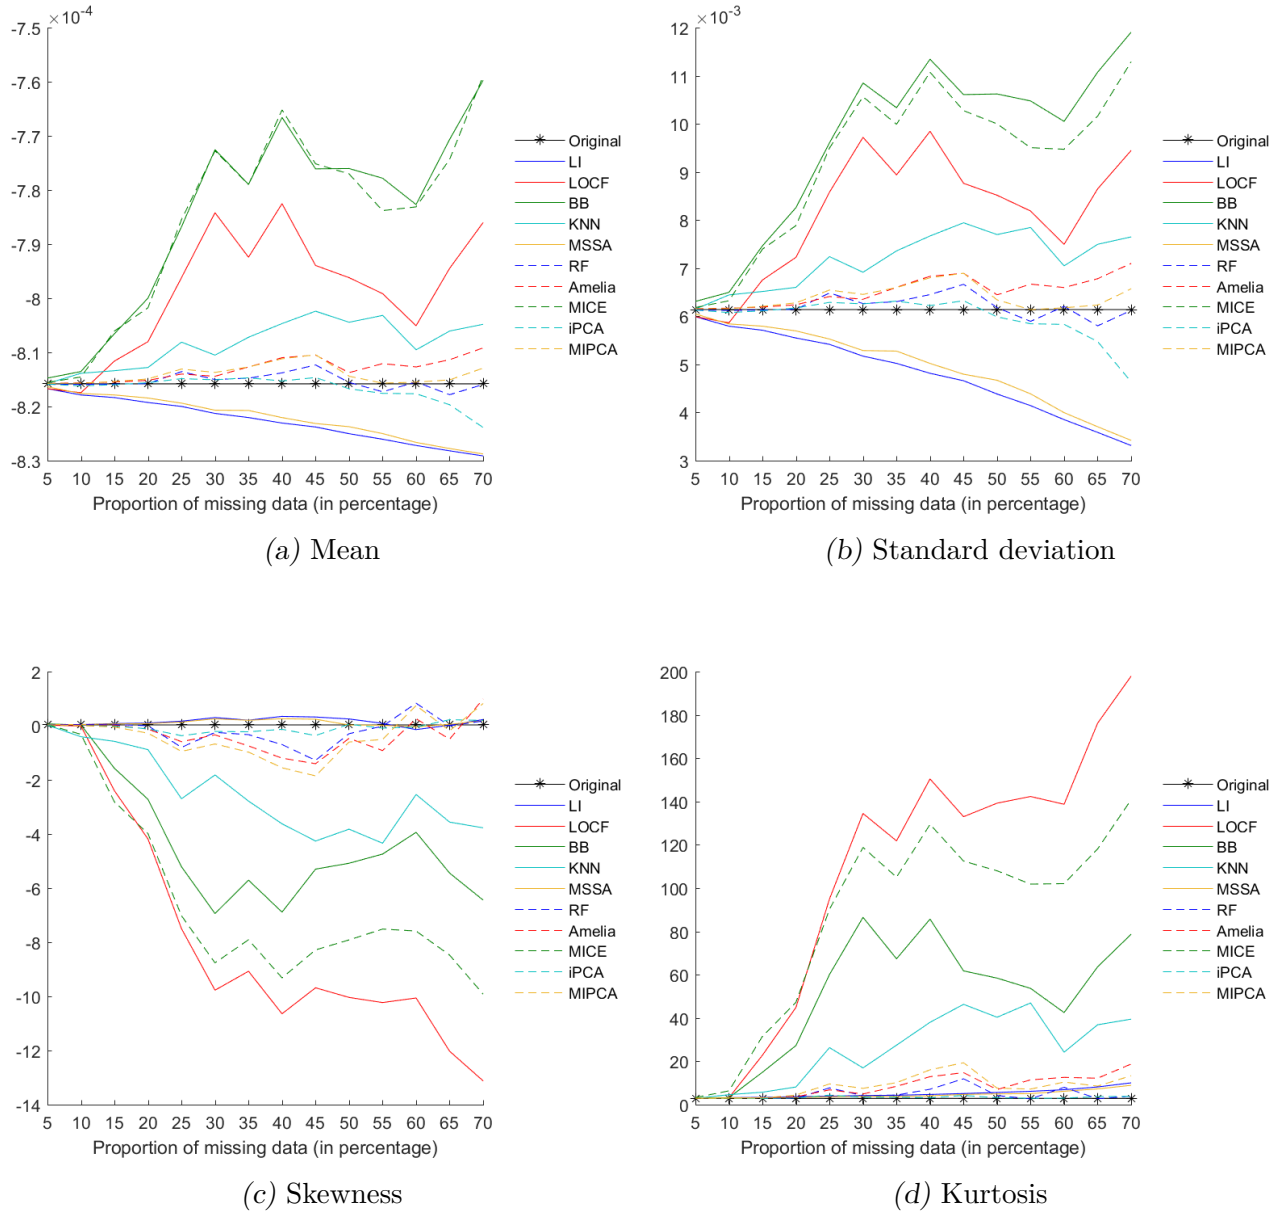 ×10⁻⁴
-7.5
-7.6
-7.7
-7.8
-7.9
-8
-8.1
-8.2
-8.3
5 10 15 20 25 30 35 40 45 50 55 60 65 70
Proportion of missing data (in percentage)
Original
LI
LOCF
BB
KNN
MSSA
RF
Amelia
MICE
iPCA
MIPCA
(a) Mean
×10⁻³
12
11
10
9
8
7
6
5
4
3
5 10 15 20 25 30 35 40 45 50 55 60 65 70
Proportion of missing data (in percentage)
Original
LI
LOCF
BB
KNN
MSSA
RF
Amelia
MICE
iPCA
MIPCA
(b) Standard deviation
2
0
-2
-4
-6
-8
-10
-12
-14
5 10 15 20 25 30 35 40 45 50 55 60 65 70
Proportion of missing data (in percentage)
Original
LI
LOCF
BB
KNN
MSSA
RF
Amelia
MICE
iPCA
MIPCA
(c) Skewness
200
180
160
140
120
100
80
60
40
20
0
5 10 15 20 25 30 35 40 45 50 55 60 65 70
Proportion of missing data (in percentage)
Original
LI
LOCF
BB
KNN
MSSA
RF
Amelia
MICE
iPCA
MIPCA
(d) Kurtosis